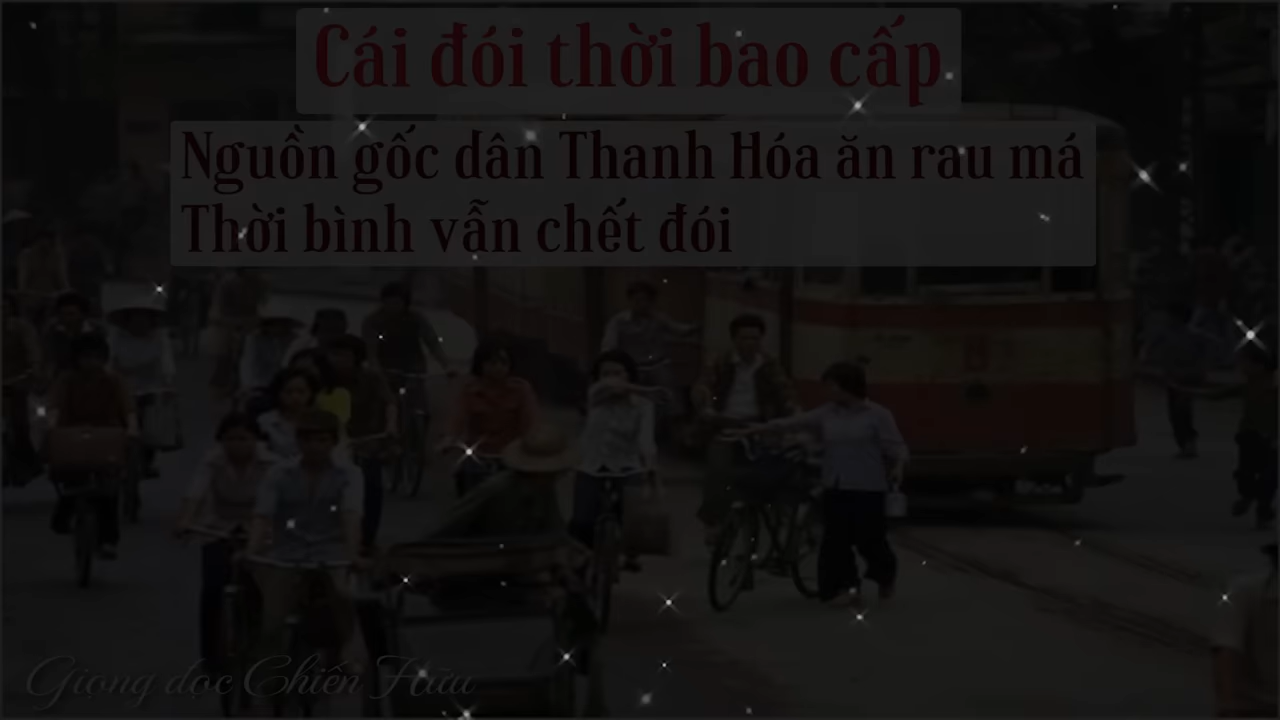 Cái đói thời bao cấp
Nguồn gốc dân Thanh Hóa ăn rau má
Thời bình vẫn chết đói
Giọng đọc Chiến Hữu